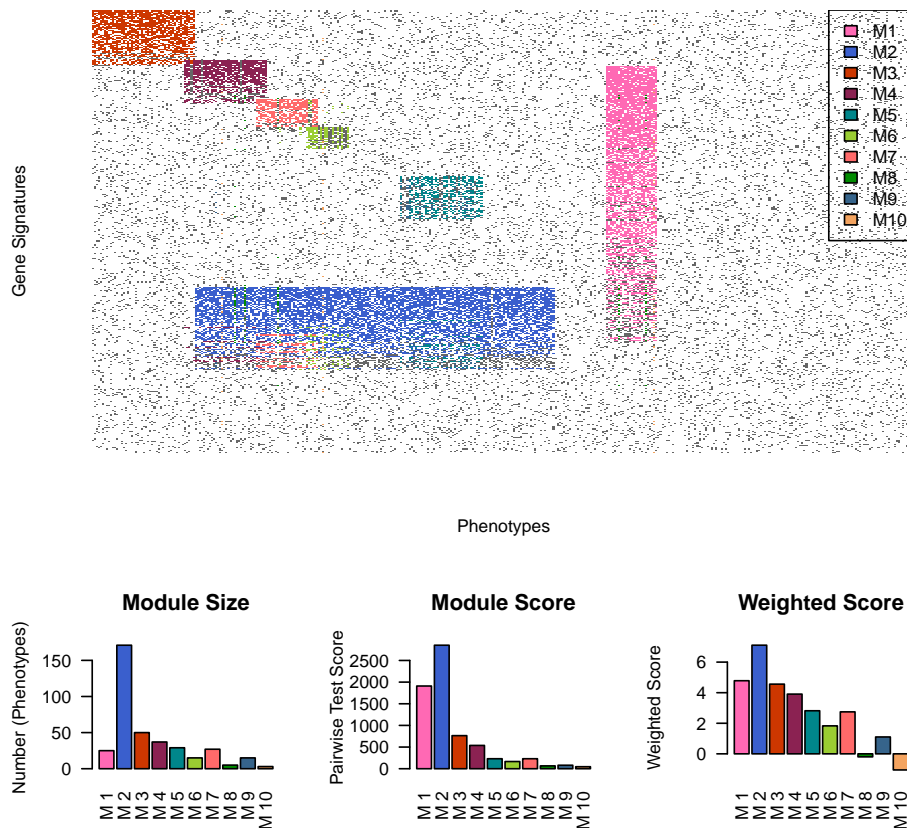 M1
M2
M3
M4
M5
M6
M7
M8
M9
M10
Gene Signatures
Phenotypes
Module Size
Number (Phenotypes)
150
100
50
0
M 1
M 2
M 3
M 4
M 5
M 6
M 7
M 8
M 9
M 10
Module Score
Pairwise Test Score
2500
2000
1500
1000
500
0
M 1
M 2
M 3
M 4
M 5
M 6
M 7
M 8
M 9
M 10
Weighted Score
Weighted Score
6
4
2
0
M 1
M 2
M 3
M 4
M 5
M 6
M 7
M 8
M 9
M 10